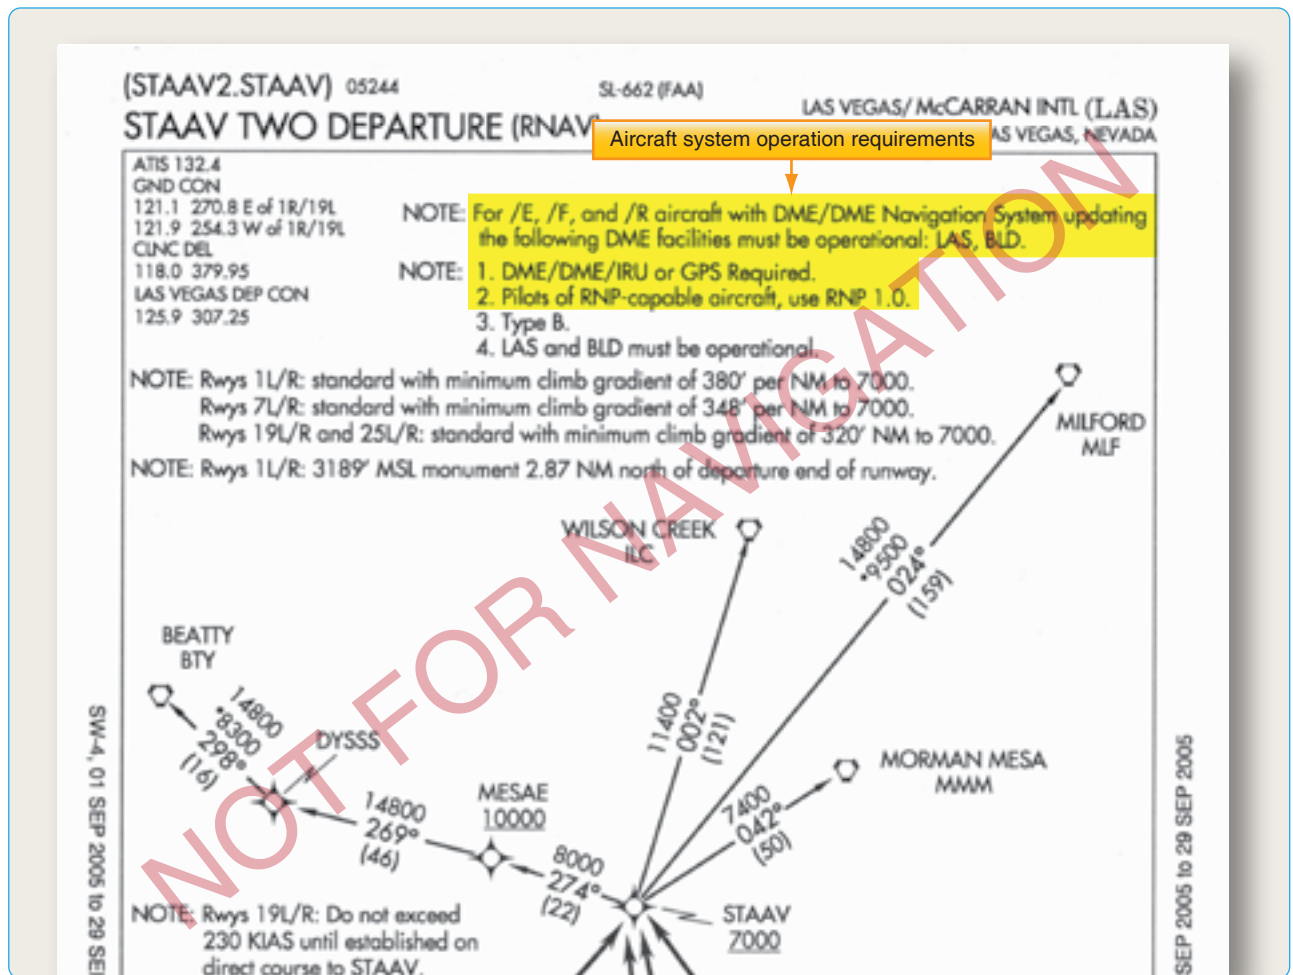 (STAAV2.STAAV) 05244
SL-662 (FAA)
LAS VEGAS/ McCARRAN INTL (LAS)
STAAV TWO DEPARTURE (RNAV)
AS VEGAS, NEVADA
Aircraft system operation requirements
ATIS 132.4
GND CON
121.1 270.8 E of 1R/19L
121.9 254.3 W of 1R/19L
CLNC DEL
118.0 379.95
LAS VEGAS DEP CON
125.9 307.25
NOTE: For /E, /F, and /R aircraft with DME/DME Navigation System updating
the following DME facilities must be operational: LAS, BLD.
NOTE: 1. DME/DME/IRU or GPS Required.
2. Pilots of RNP-capable aircraft, use RNP 1.0.
3. Type B.
4. LAS and BLD must be operational.
NOTE: Rwys 1L/R: standard with minimum climb gradient of 380' per NM to 7000.
Rwys 7L/R: standard with minimum climb gradient of 348' per NM to 7000.
Rwys 19L/R and 25L/R: standard with minimum climb gradient of 320' NM to 7000.
NOTE: Rwys 1L/R: 3189' MSL monument 2.87 NM north of departure end of runway.
NOT FOR NAVIGATION
MILFORD
MLF
WILSON CREEK
ILC
14800
*9500
024°
(159)
BEATTY
BTY
14800
*8300
298°
(16)
DYSSS
11400
002°
(121)
MORMAN MESA
MMM
7400
042°
(50)
MESAE
10000
14800
269°
(46)
8000
274°
(22)
STAAV
7000
NOTE: Rwys 19L/R: Do not exceed
230 KIAS until established on
direct course to STAAV.
SW-4, 01 SEP 2005 to 29 SEP
SEP 2005 to 29 SEP 2005